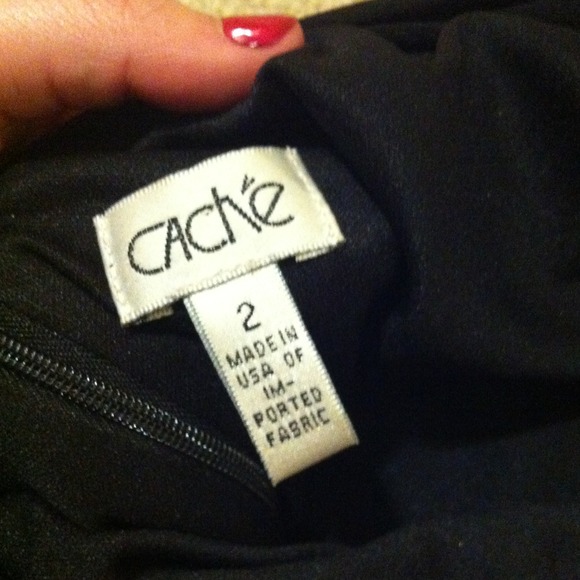 CAChé
2
MADE IN
USA OF
IM-
PORTED
FABRIC